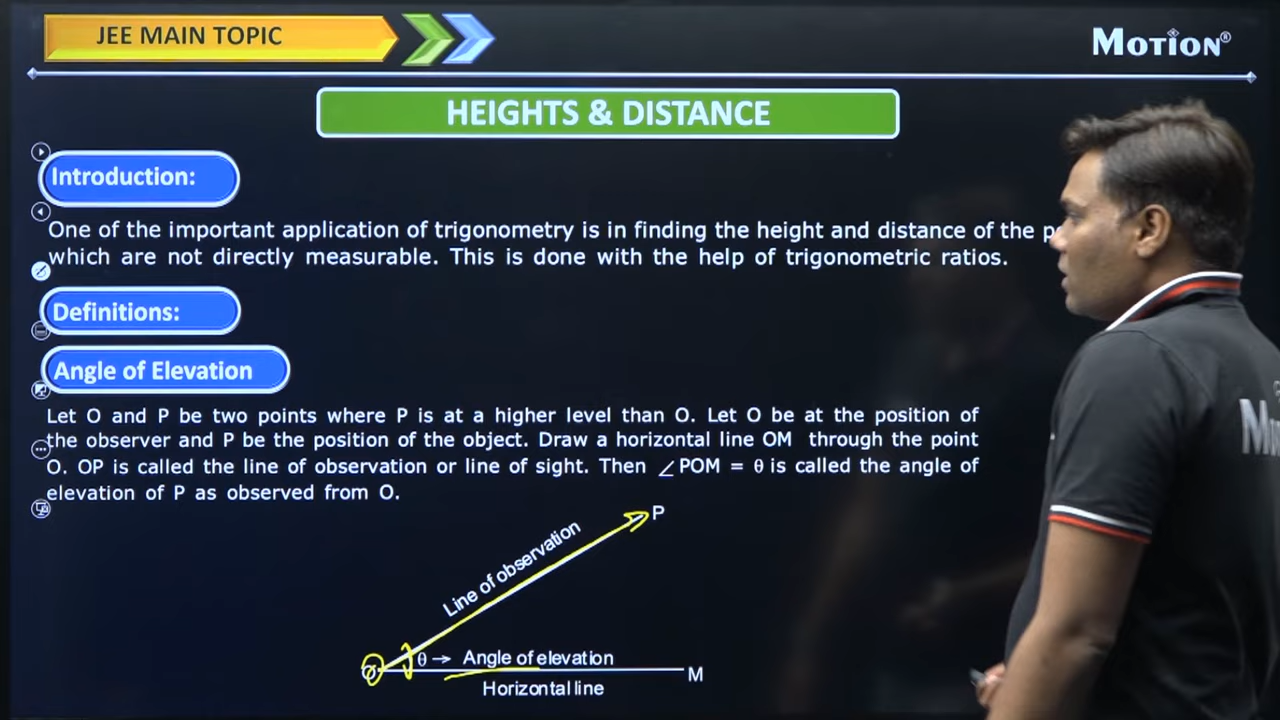 JEE MAIN TOPIC
MOTION®
HEIGHTS & DISTANCE
Introduction:
One of the important application of trigonometry is in finding the height and distance of the
which are not directly measurable. This is done with the help of trigonometric ratios.
Definitions:
Angle of Elevation
Let O and P be two points where P is at a higher level than O. Let O be at the position of
the observer and P be the position of the object. Draw a horizontal line OM through the point
O. OP is called the line of observation or line of sight. Then ∠POM = θ is called the angle of
elevation of P as observed from O.
P
Line of observation
O
θ → Angle of elevation
M
Horizontal line